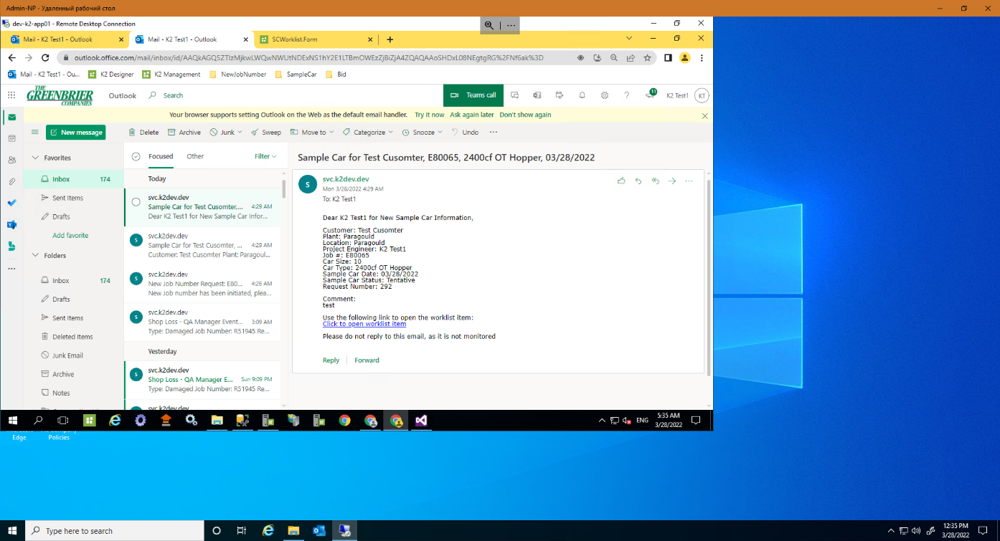 Admin-NP - Удаленный рабочий стол
dev-k2-app01 - Remote Desktop Connection
Mail - K2 Test1 - Outlook
Mail - K2 Test1 - Outlook
SCWorklist.Form
outlook.office.com/mail/inbox/id/AAQkAGQ5ZTIzMjkwLWQwNWUtNDExNS1hY2E1LTBmOWEzZjBiZjA4ZQAQAAoSHDxL08NEgtgRG%2FNf6ak%3D
Mail - K2 Test1 - Ou...
K2 Designer
K2 Management
NewJobNumber
SampleCar
Bid
THE GREENBRIER COMPANIES
Outlook
Search
Teams call
11
K2 Test1
KT
Your browser supports setting Outlook on the Web as the default email handler. Try it now Ask again later Don't show again
New message
Delete
Archive
Junk
Sweep
Move to
Categorize
Snooze
Undo
Favorites
Inbox 174
Sent Items
Drafts
Add favorite
Folders
Inbox 174
Drafts
Sent Items
Deleted Items
Junk Email
Archive
Notes
Focused
Other
Filter
Today
svc.k2dev.dev
Sample Car for Test Cusomter,... 4:29 AM
Dear K2 Test1 for New Sample Car Infor...
S
svc.k2dev.dev
Sample Car for Test Cusomter, ... 4:29 AM
Customer: Test Cusomter Plant: Paragoul...
S
svc.k2dev.dev
New Job Number Request: E80... 4:26 AM
New Job number has been initiated, plea...
S
svc.k2dev.dev
Shop Loss - QA Manager Event... 3:09 AM
Type: Damaged Job Number: R51945 Re...
Yesterday
S
svc.k2dev.dev
Shop Loss - QA Manager E... Sun 9:09 PM
Type: Damaged Job Number: R51945 Re...
svc.k2dev.dev
Sample Car for Test Cusomter, E80065, 2400cf OT Hopper, 03/28/2022
S
svc.k2dev.dev
Mon 3/28/2022 4:29 AM
To: K2 Test1
Dear K2 Test1 for New Sample Car Information,
Customer: Test Cusomter
Plant: Paragould
Location: Paragould
Project Engineer: K2 Test1
Job #: E80065
Car Size: 10
Car Type: 2400cf OT Hopper
Sample Car Date: 03/28/2022
Sample Car Status: Tentative
Request Number: 292
Comment:
test
Use the following link to open the worklist item:
Click to open worklist item
Please do not reply to this email, as it is not monitored
Reply
Forward
ENG
5:35 AM
3/28/2022
Edge
Policies
Type here to search
12:35 PM
3/28/2022